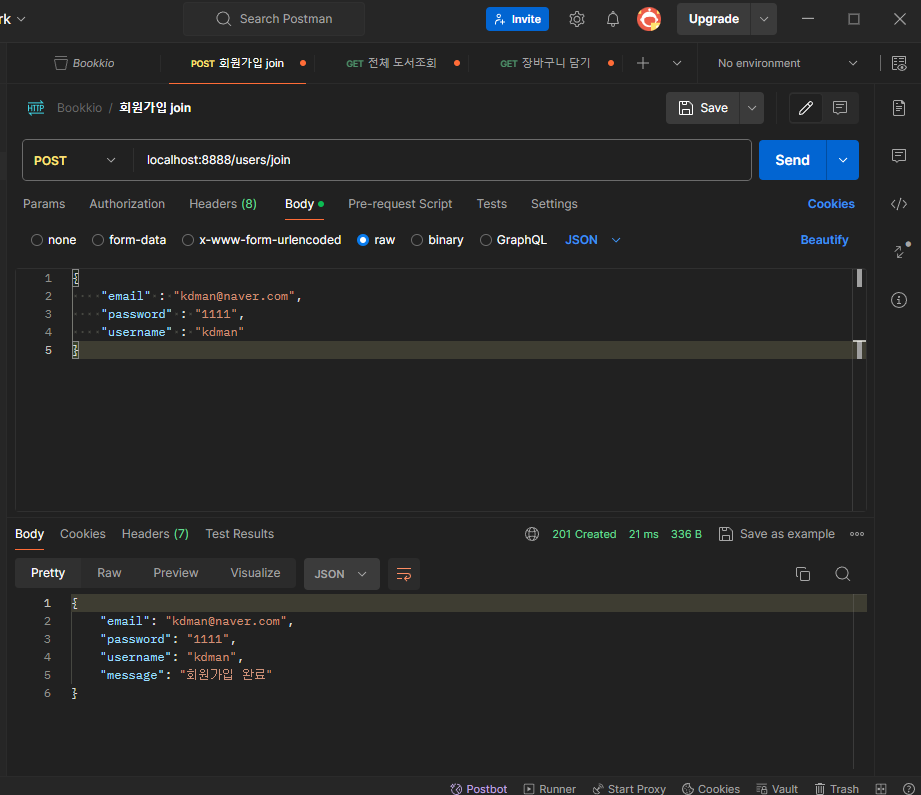 rk
Search Postman
Invite
Upgrade
Bookkio
POST 회원가입 join
GET 전체 도서조회
GET 장바구니 담기
No environment
HTTP Bookkio / 회원가입 join
Save
POST
localhost:8888/users/join
Send
Params Authorization Headers (8) Body Pre-request Script Tests Settings Cookies
none form-data x-www-form-urlencoded raw binary GraphQL JSON Beautify
1 {
2 ····"email" : "kdman@naver.com",
3 ····"password" : "1111",
4 ····"username" : "kdman"
5 }
Body Cookies Headers (7) Test Results 201 Created 21 ms 336 B Save as example
Pretty Raw Preview Visualize JSON
1 {
2 "email": "kdman@naver.com",
3 "password": "1111",
4 "username": "kdman",
5 "message": "회원가입 완료"
6 }
Postbot Runner Start Proxy Cookies Vault Trash